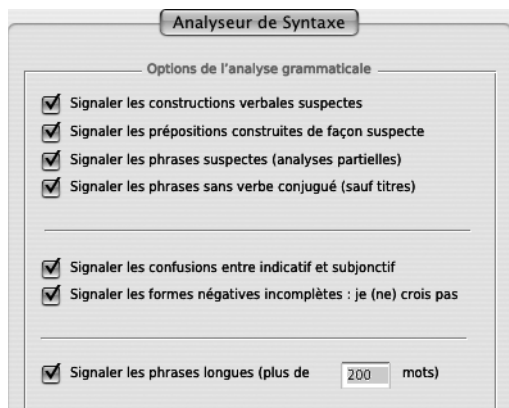 Analyseur de Syntaxe
Options de l'analyse grammaticale
Signaler les constructions verbales suspectes
Signaler les prépositions construites de façon suspecte
Signaler les phrases suspectes (analyses partielles)
Signaler les phrases sans verbe conjugué (sauf titres)
Signaler les confusions entre indicatif et subjonctif
Signaler les formes négatives incomplètes : je (ne) crois pas
Signaler les phrases longues (plus de 200 mots)